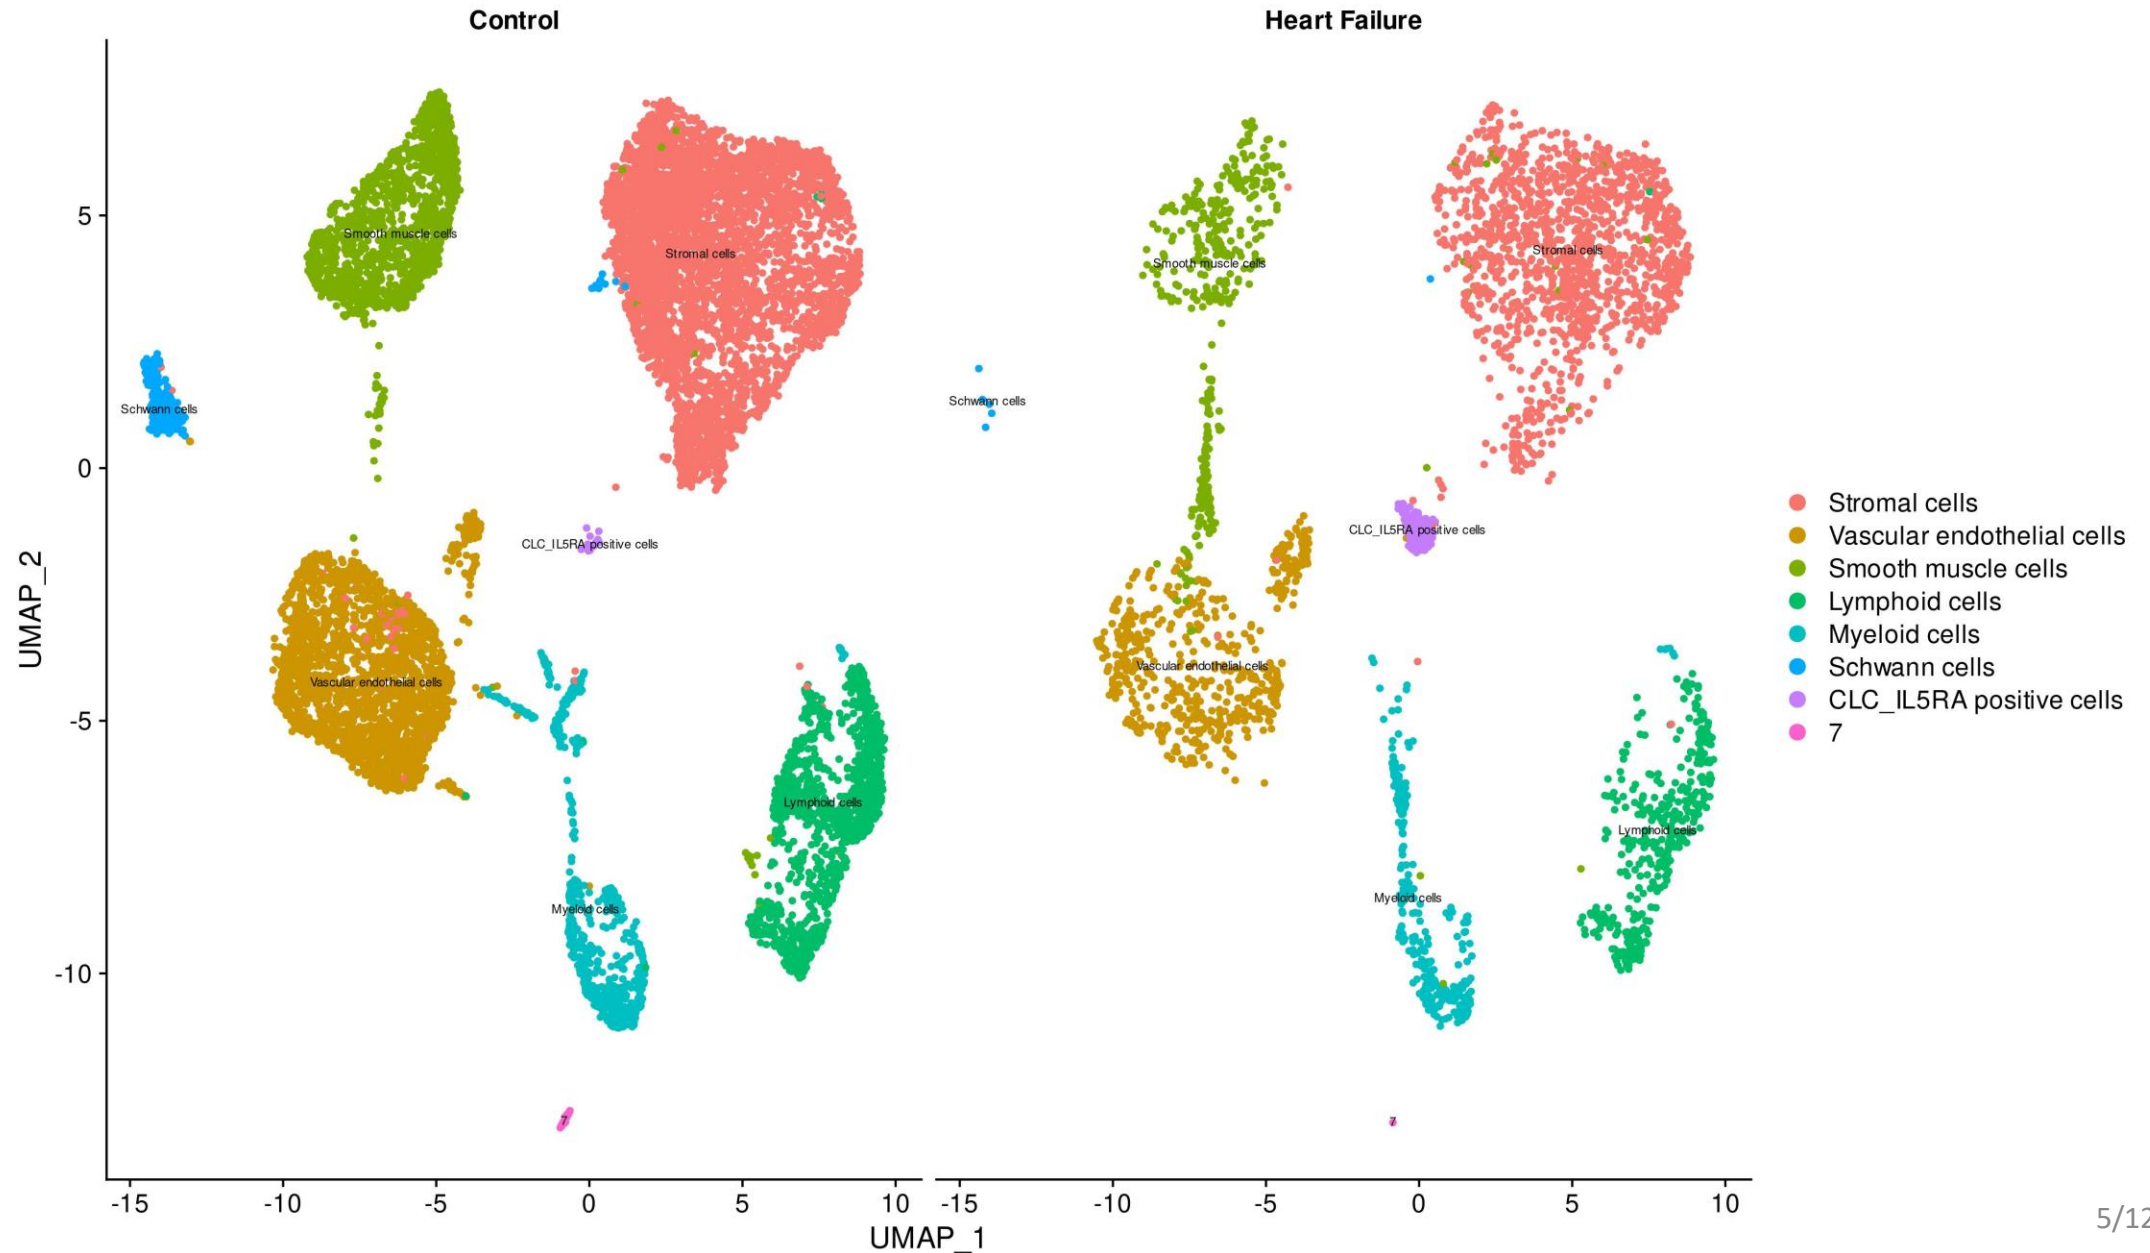 Control
Heart Failure
UMAP_2
5
0
-5
-10
Smooth muscle cells
Stromal cells
Schwann cells
CLC_IL5RA positive cells
Vascular endothelial cells
Lymphoid cells
Myeloid cells
7
Smooth muscle cells
Stromal cells
Schwann cells
CLC_IL5RA positive cells
Vascular endothelial cells
Lymphoid cells
Myeloid cells
7
-15 -10 -5 0 5 10
-15 -10 -5 0 5 10
UMAP_1
Stromal cells
Vascular endothelial cells
Smooth muscle cells
Lymphoid cells
Myeloid cells
Schwann cells
CLC_IL5RA positive cells
7
5/12